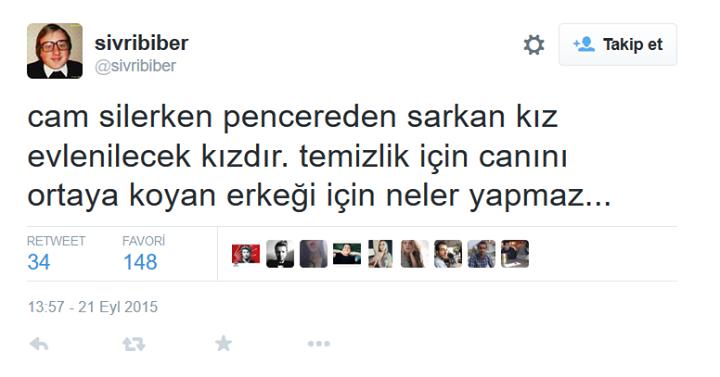 sivribiber
@sivribiber
Takip et
cam silerken pencereden sarkan kız
evlenilecek kızdır. temizlik için canını
ortaya koyan erkeği için neler yapmaz...
RETWEET FAVORİ
34 148
13:57 - 21 Eyl 2015